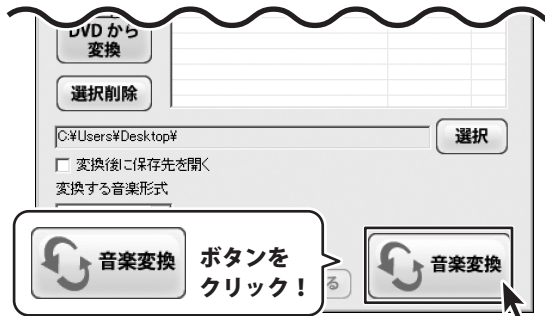 DVD から
変換
選択削除
C:¥Users¥Desktop¥
選択
変換後に保存先を開く
変換する音楽形式
音楽変換
ボタンを
クリック！
る
音楽変換